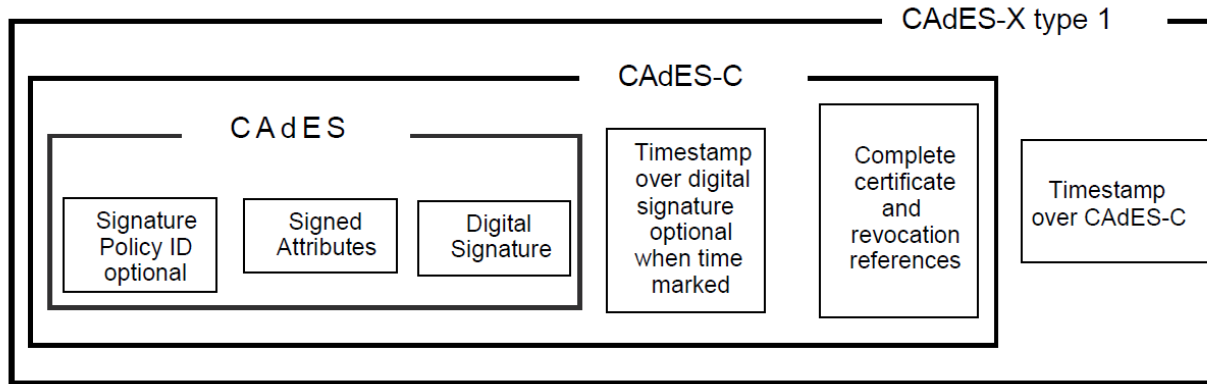 CAdES-X type 1
CAdES-C
CAdES
Signature
Policy ID
optional
Signed
Attributes
Digital
Signature
Timestamp
over digital
signature
optional
when time
marked
Complete
certificate
and
revocation
references
Timestamp
over CAdES-C